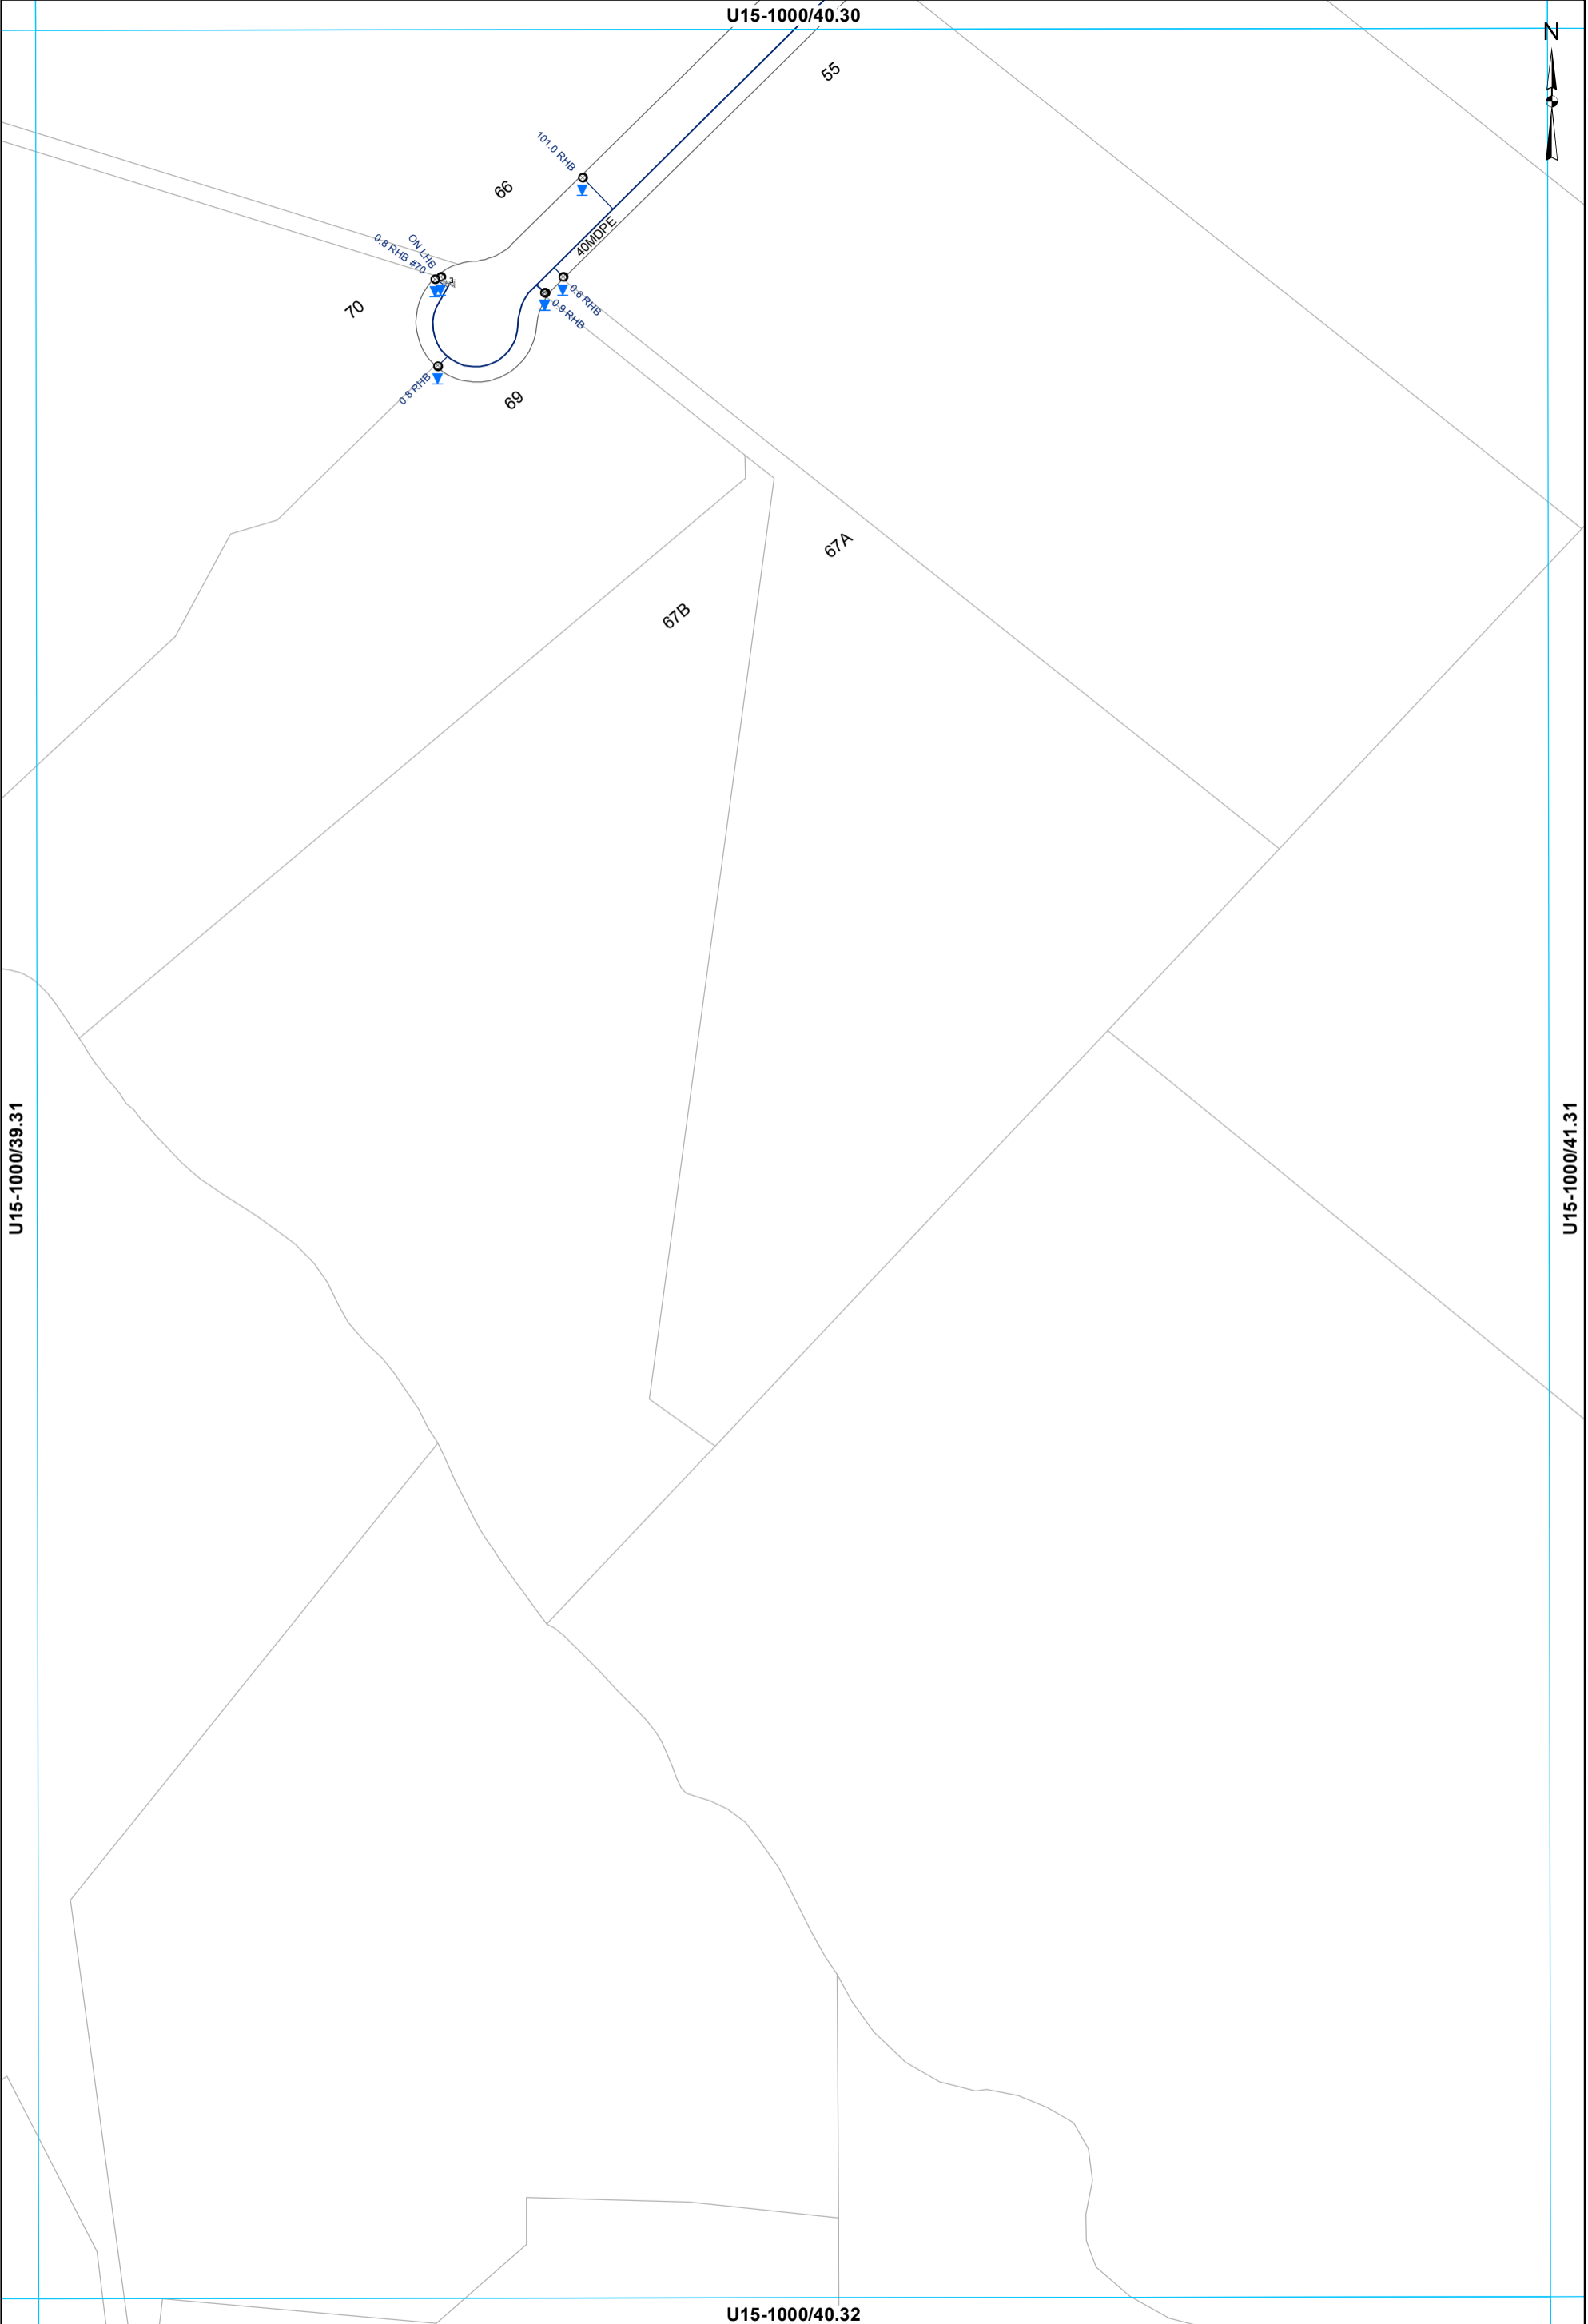 U15-1000/40.30
N
55
101.0 RHB
66
40MDPE
ON LHB
0.8 RHB #70
0.6 RHB
0.9 RHB
70
0.8 RHB
69
67A
67B
U15-1000/39.31
U15-1000/41.31
U15-1000/40.32